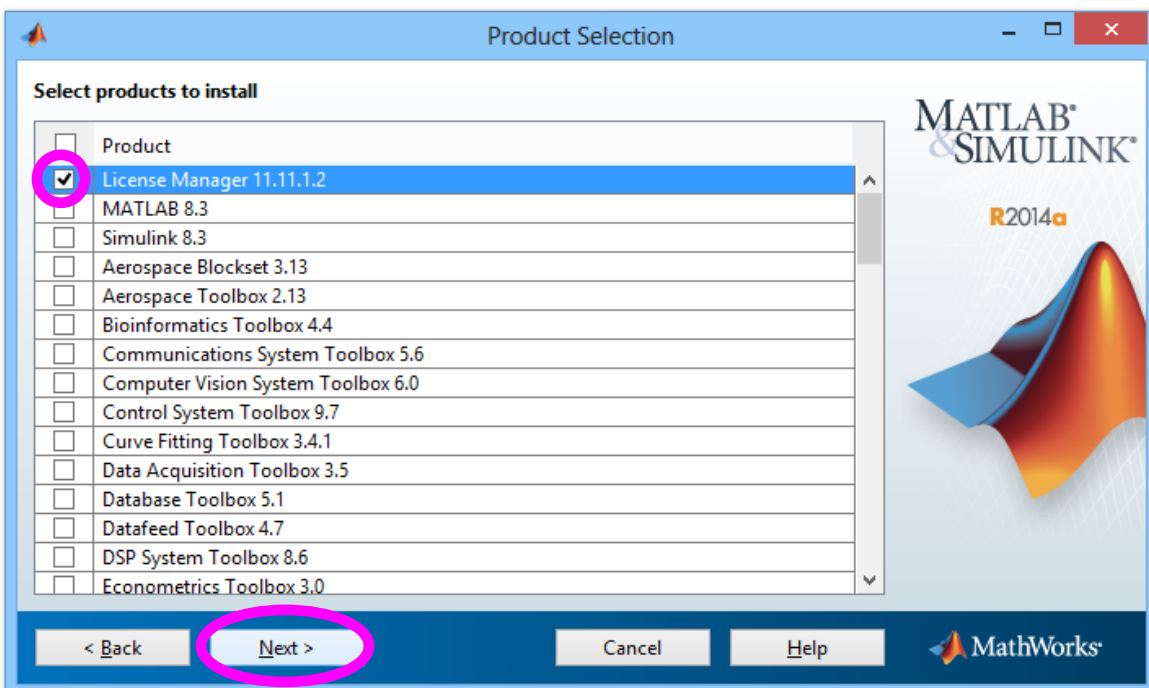 Product Selection
Select products to install
Product
License Manager 11.11.1.2
MATLAB 8.3
Simulink 8.3
Aerospace Blockset 3.13
Aerospace Toolbox 2.13
Bioinformatics Toolbox 4.4
Communications System Toolbox 5.6
Computer Vision System Toolbox 6.0
Control System Toolbox 9.7
Curve Fitting Toolbox 3.4.1
Data Acquisition Toolbox 3.5
Database Toolbox 5.1
Datafeed Toolbox 4.7
DSP System Toolbox 8.6
Econometrics Toolbox 3.0
MATLAB®
&SIMULINK®
R2014a
< Back Next > Cancel Help MathWorks®